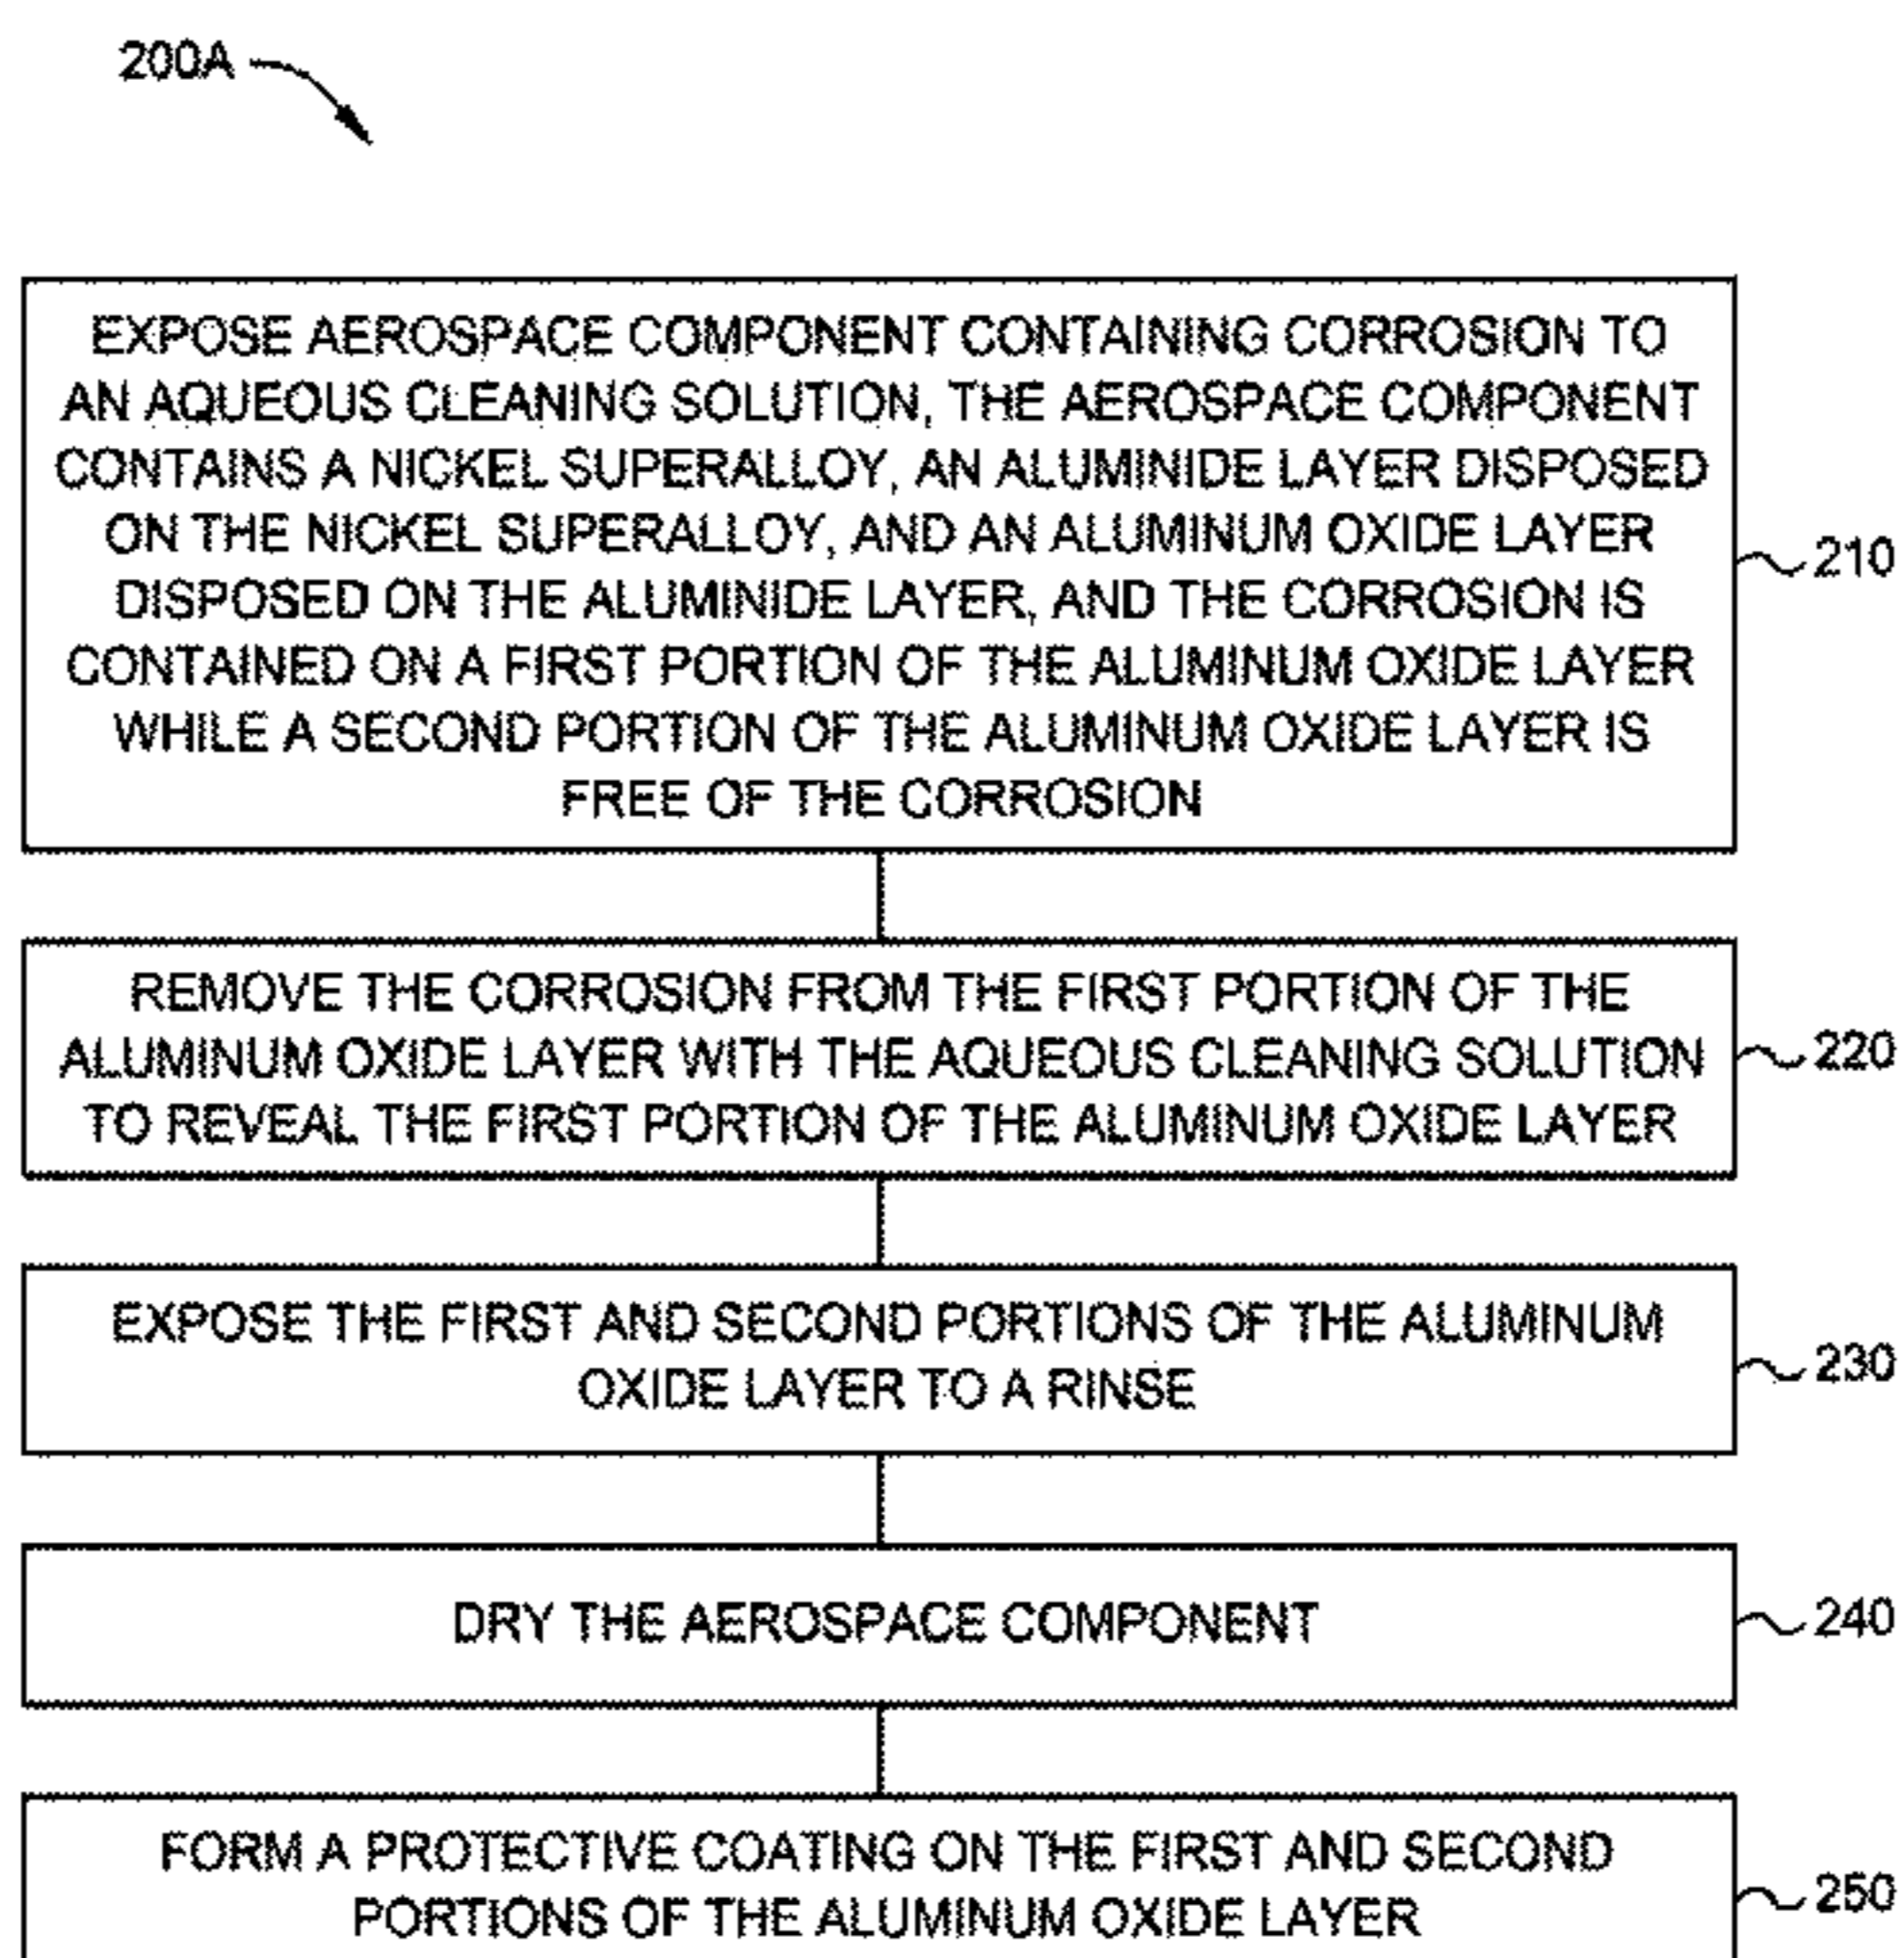 200A
EXPOSE AEROSPACE COMPONENT CONTAINING CORROSION TO
AN AQUEOUS CLEANING SOLUTION, THE AEROSPACE COMPONENT
CONTAINS A NICKEL SUPERALLOY, AN ALUMINIDE LAYER DISPOSED
ON THE NICKEL SUPERALLOY, AND AN ALUMINUM OXIDE LAYER
DISPOSED ON THE ALUMINIDE LAYER, AND THE CORROSION IS
CONTAINED ON A FIRST PORTION OF THE ALUMINUM OXIDE LAYER
WHILE A SECOND PORTION OF THE ALUMINUM OXIDE LAYER IS
FREE OF THE CORROSION
210
REMOVE THE CORROSION FROM THE FIRST PORTION OF THE
ALUMINUM OXIDE LAYER WITH THE AQUEOUS CLEANING SOLUTION
TO REVEAL THE FIRST PORTION OF THE ALUMINUM OXIDE LAYER
220
EXPOSE THE FIRST AND SECOND PORTIONS OF THE ALUMINUM
OXIDE LAYER TO A RINSE
230
DRY THE AEROSPACE COMPONENT
240
FORM A PROTECTIVE COATING ON THE FIRST AND SECOND
PORTIONS OF THE ALUMINUM OXIDE LAYER
250